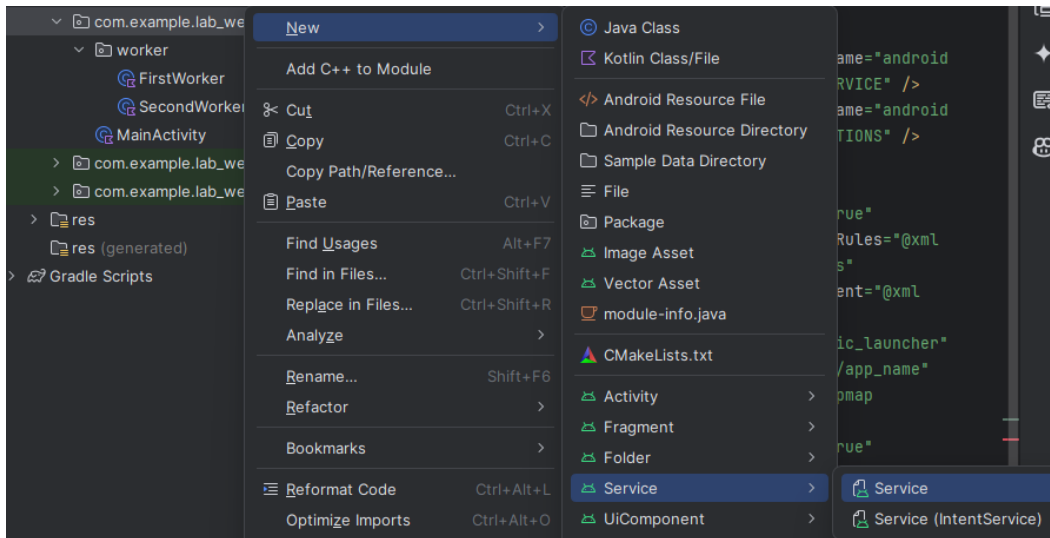 com.example.lab_we
worker
FirstWorker
SecondWorker
MainActivity
com.example.lab_we
com.example.lab_we
res
res (generated)
Gradle Scripts
New
Add C++ to Module
Cut Ctrl+X
Copy Ctrl+C
Copy Path/Reference...
Paste Ctrl+V
Find Usages Alt+F7
Find in Files... Ctrl+Shift+F
Replace in Files... Ctrl+Shift+R
Analyze
Rename... Shift+F6
Refactor
Bookmarks
Reformat Code Ctrl+Alt+L
Optimize Imports Ctrl+Alt+O
Java Class
Kotlin Class/File
Android Resource File
Android Resource Directory
Sample Data Directory
File
Package
Image Asset
Vector Asset
module-info.java
CMakeLists.txt
Activity
Fragment
Folder
Service
UiComponent
Service
Service (IntentService)
ame="android
RVICE" />
ame="android
TIONS" />
rue"
Rules="@xml
s"
ent="@xml
ic_launcher"
/app_name"
pmap
rue"